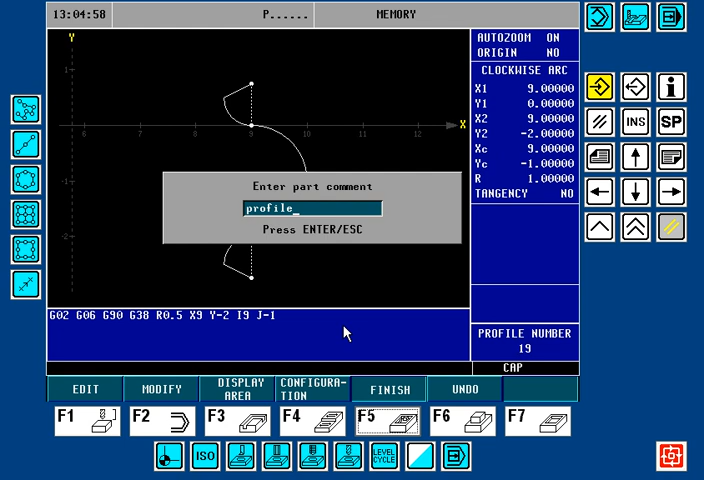 13:04:58 P...... MEMORY
AUTOZOOM ON
ORIGIN NO
CLOCKWISE ARC
X1 9.00000
Y1 0.00000
X2 9.00000
Y2 -2.00000
Xc 9.00000
Yc -1.00000
R 1.00000
TANGENCY NO
Y
1
X
6 7 8 9 10 11 12
-1
-2
Enter part comment
profile_
Press ENTER/ESC
G02 G06 G90 G38 R0.5 X9 Y-2 I9 J-1
PROFILE NUMBER
19
CAP
EDIT
MODIFY
DISPLAY
AREA
CONFIGURA-
TION
FINISH
UNDO
F1 F2 F3 F4 F5 F6 F7
ISO
LEVEL
CYCLE
i
INS
SP